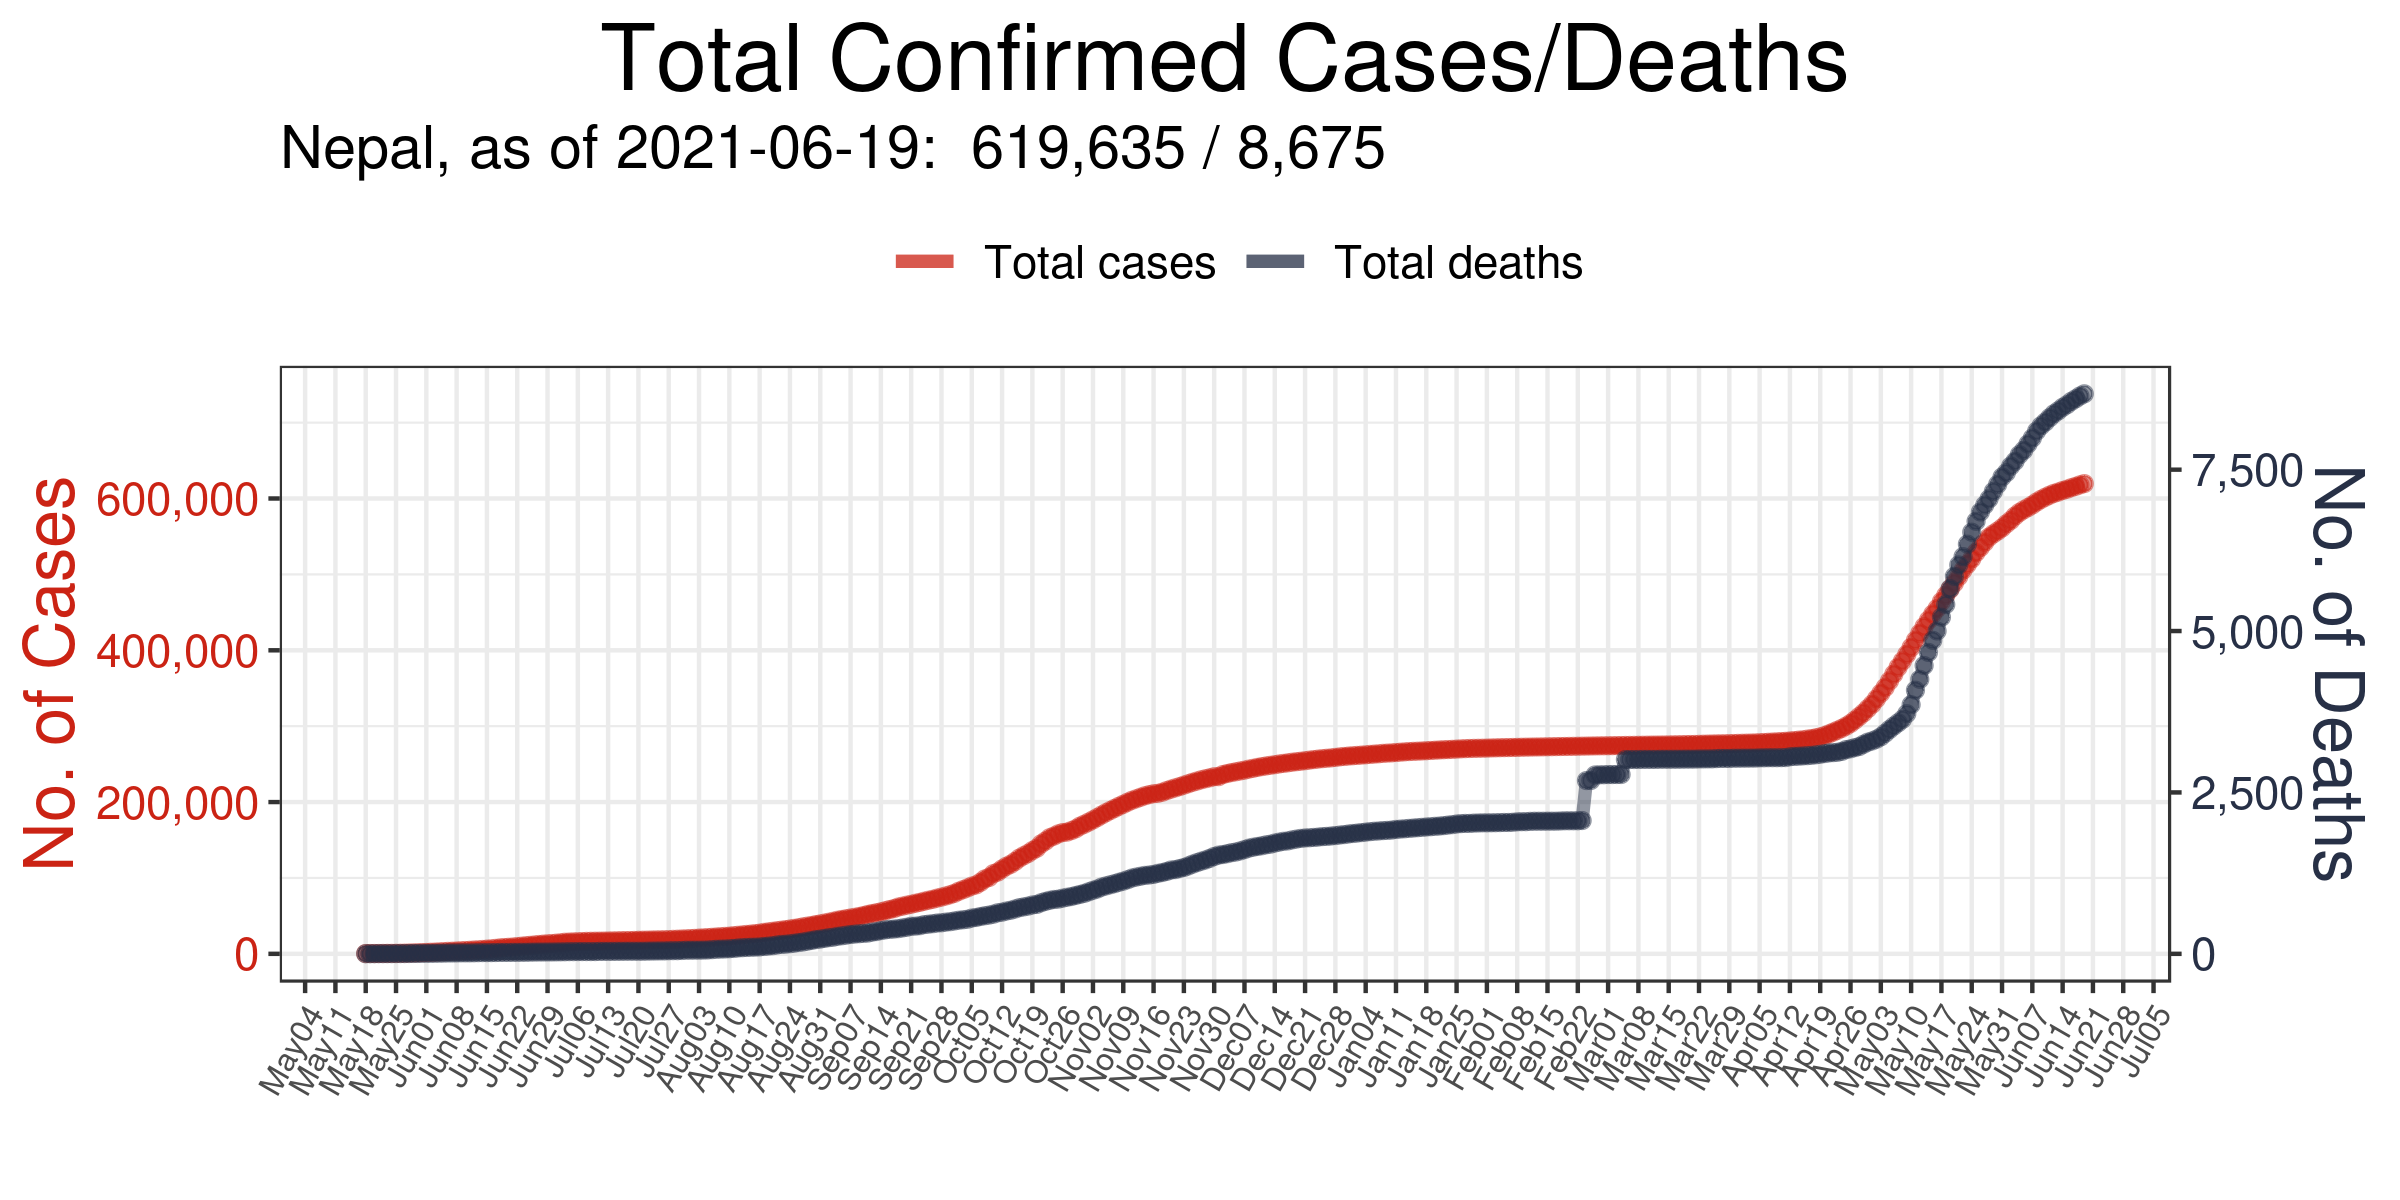 Total Confirmed Cases/Deaths
Nepal, as of 2021-06-19:  619,635 / 8,675
Total cases
Total deaths
No. of Cases
600,000
400,000
200,000
0
7,500
5,000
2,500
0
No. of Deaths
May04
May11
May18
May25
Jun01
Jun08
Jun15
Jun22
Jun29
Jul06
Jul13
Jul20
Jul27
Aug03
Aug10
Aug17
Aug24
Aug31
Sep07
Sep14
Sep21
Sep28
Oct05
Oct12
Oct19
Oct26
Nov02
Nov09
Nov16
Nov23
Nov30
Dec07
Dec14
Dec21
Dec28
Jan04
Jan11
Jan18
Jan25
Feb01
Feb08
Feb15
Feb22
Mar01
Mar08
Mar15
Mar22
Mar29
Apr05
Apr12
Apr19
Apr26
May03
May10
May17
May24
May31
Jun07
Jun14
Jun21
Jun28
Jul05